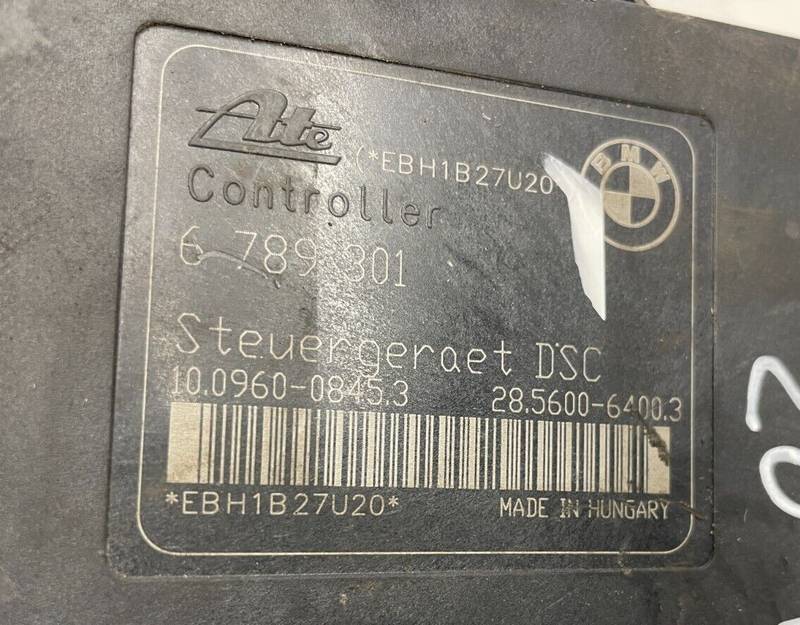 Ate
(*EBH1B27U20
BMW
Controller
6 789 301
Steuergeraet DSC
10.0960-0845.3 28.5600-6400.3
*EBH1B27U20* MADE IN HUNGARY
02